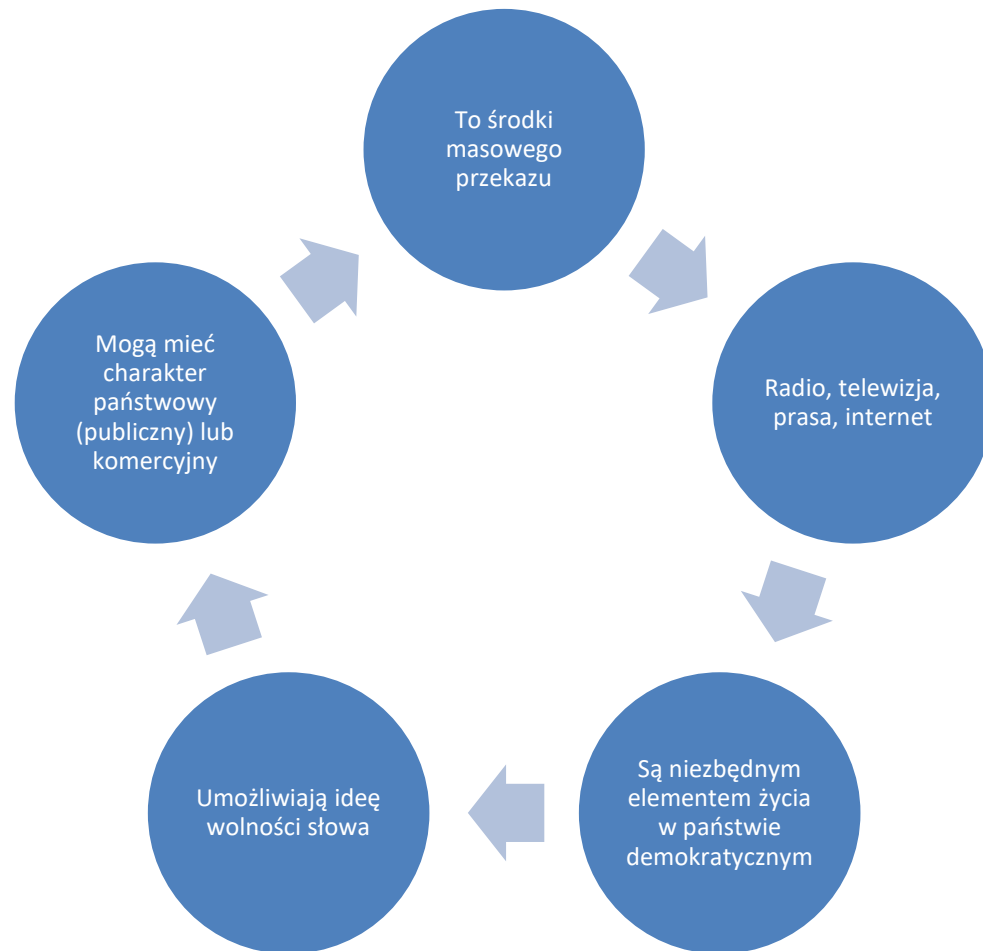 To środki
masowego
przekazu
Radio, telewizja,
prasa, internet
Są niezbędnym
elementem życia
w państwie
demokratycznym
Umożliwiają ideę
wolności słowa
Mogą mieć
charakter
państwowy
(publiczny) lub
komercyjny